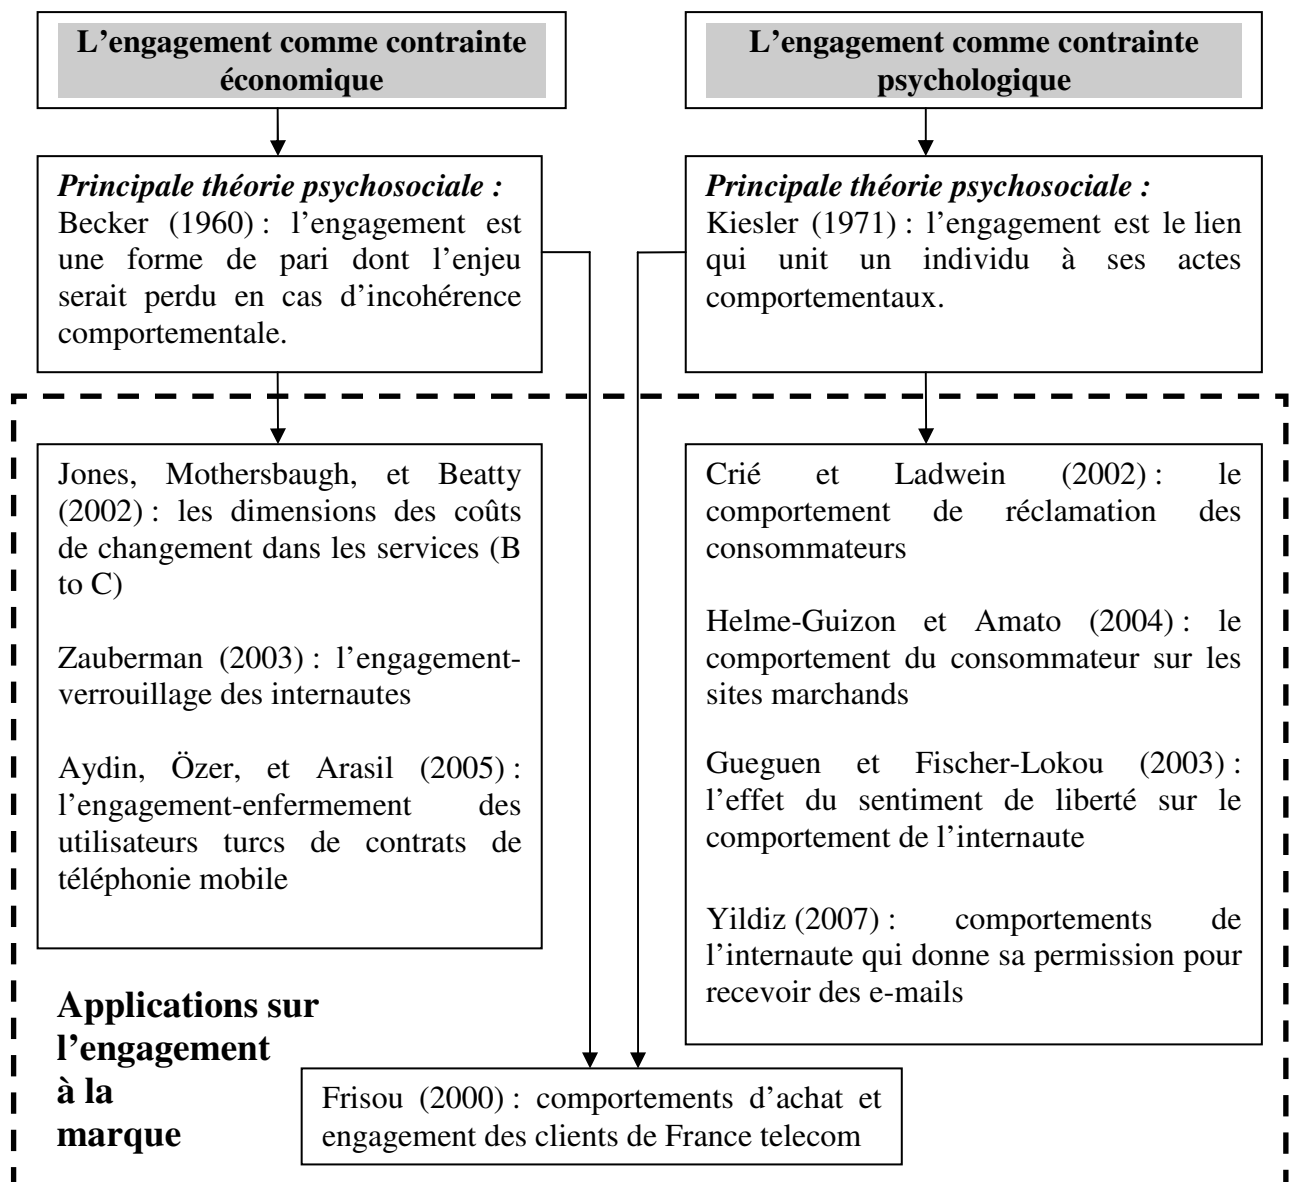 L’engagement comme contrainte
économique
L’engagement comme contrainte
psychologique
Principale théorie psychosociale :
Becker (1960) : l’engagement est
une forme de pari dont l’enjeu
serait perdu en cas d’incohérence
comportementale.
Principale théorie psychosociale :
Kiesler (1971) : l’engagement est le lien
qui unit un individu à ses actes
comportementaux.
Jones, Mothersbaugh, et Beatty
(2002) : les dimensions des coûts
de changement dans les services (B
to C)
Zauberman (2003) : l’engagement-
verrouillage des internautes
Aydin, Özer, et Arasil (2005) :
l’engagement-enfermement des
utilisateurs turcs de contrats de
téléphonie mobile
Crié et Ladwein (2002) : le
comportement de réclamation des
consommateurs
Helme-Guizon et Amato (2004) : le
comportement du consommateur sur les
sites marchands
Gueguen et Fischer-Lokou (2003) :
l’effet du sentiment de liberté sur le
comportement de l’internaute
Yildiz (2007) : comportements de
l’internaute qui donne sa permission pour
recevoir des e-mails
Applications sur
l’engagement
à la
marque
Frisou (2000) : comportements d’achat et
engagement des clients de France telecom